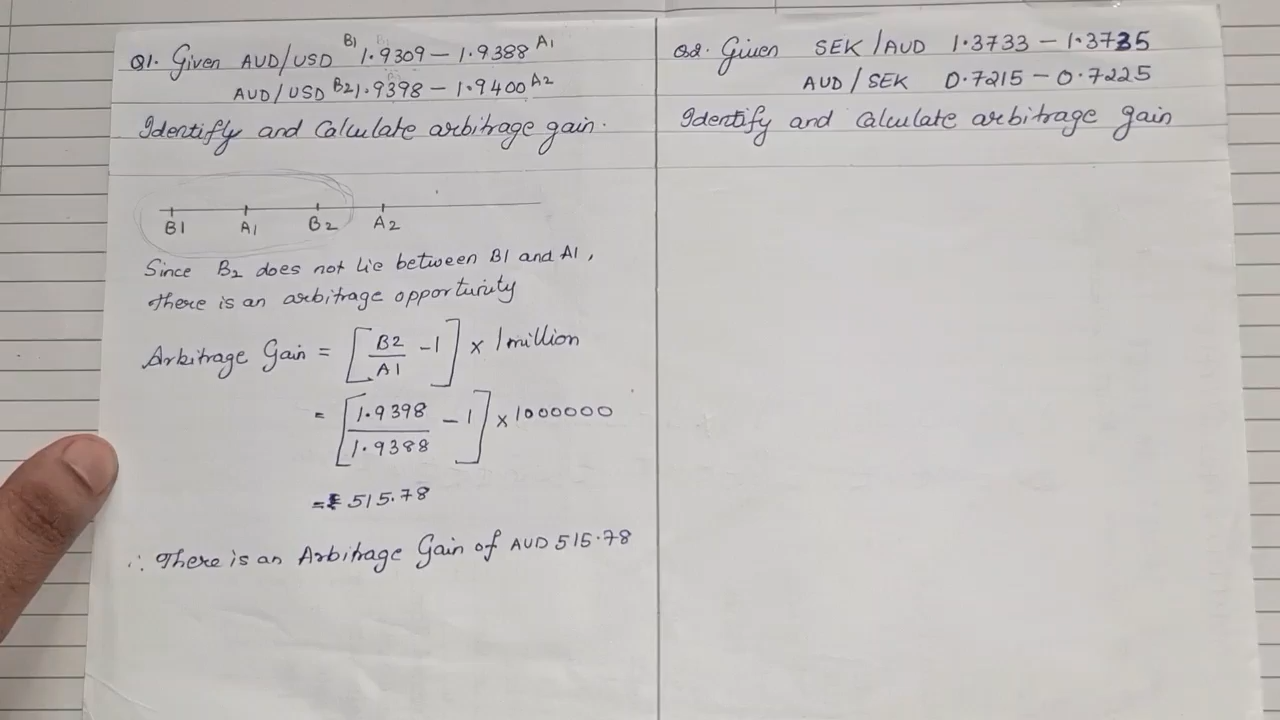 Q1. Given AUD/USD B1 1.9309 – 1.9388 A1
AUD/USD B2 1.9398 – 1.9400 A2
Identifly and Calculate arbitrage gain.
B1 A1 B2 A2
Since B2 does not lie between B1 and A1,
there is an arbitrage opportunity
Arbitrage Gain = [B2/A1 - 1] × 1 million
= [1.9398/1.9388 - 1] × 1000000
= 515.78
∴ There is an Arbitrage Gain of AUD 515.78
Q2. Given SEK/AUD 1.3733 – 1.3735
AUD/SEK 0.7215 – 0.7225
Identify and Calculate arbitrage gain